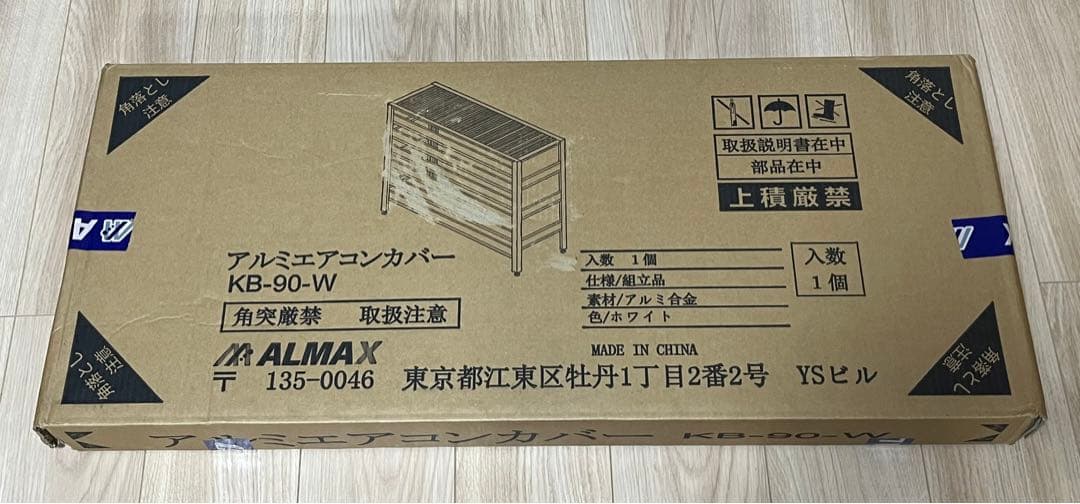 角落とし
注意
角落とし
注意
取扱説明書在中
部品在中
上積厳禁
アルミエアコンカバー
KB-90-W
角突厳禁 取扱注意
入数 1個
仕様/組立品
素材/アルミ合金
色/ホワイト
入数
1個
ALMAX
MADE IN CHINA
〒 135-0046 東京都江東区牡丹1丁目2番2号 YSビル
角落とし
注意
角落とし
注意
アルミエアコンカバー KB-90-W